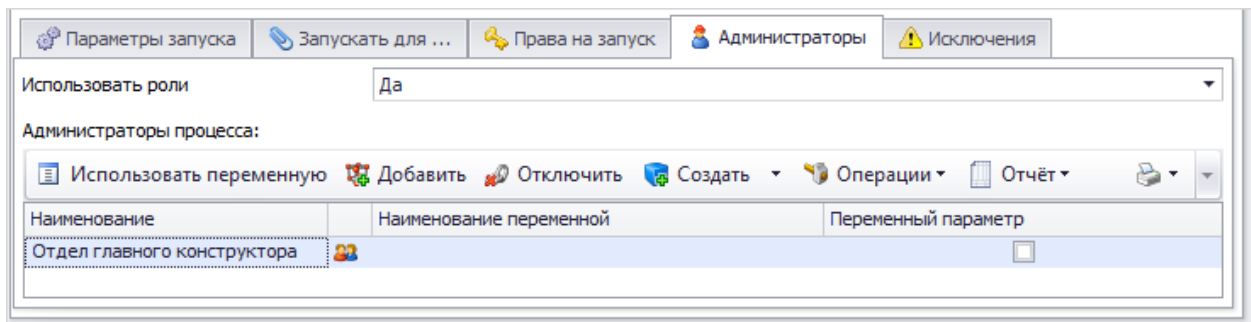 Параметры запуска Запускать для ... Права на запуск Администраторы Исключения
Использовать роли Да
Администраторы процесса:
Использовать переменную Добавить Отключить Создать Операции Отчёт
Наименование Наименование переменной Переменный параметр
Отдел главного конструктора